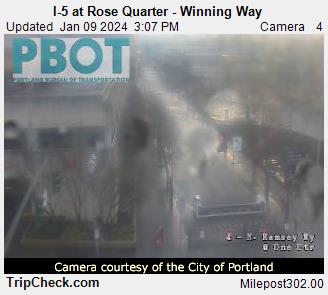 I-5 at Rose Quarter - Winning Way
Updated Jan 09 2024 3:07 PM Camera 4
PBOT
PORTLAND BUREAU OF TRANSPORTATION
4 - N. Ramsey Wy
@ One Ctr
Camera courtesy of the City of Portland
TripCheck.com Milepost302.00